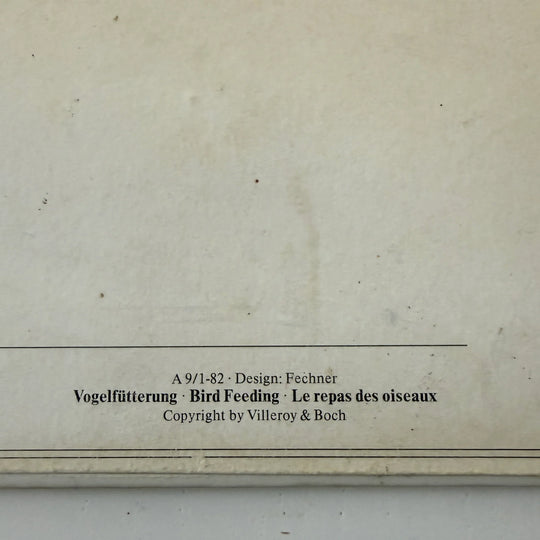 A 9/1-82 · Design: Fechner
Vogelfütterung · Bird Feeding · Le repas des oiseaux
Copyright by Villeroy & Boch